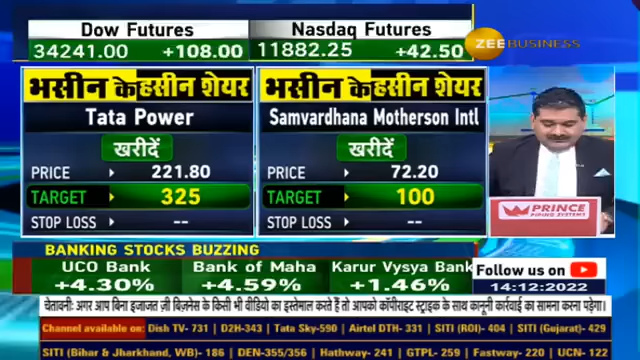 Dow Futures
34241.00 +108.00
Nasdaq Futures
11882.25 +42.50
ZEE BUSINESS
भसीन के हसीन शेयर
Tata Power
खरीदें
PRICE 221.80
TARGET 325
STOP LOSS --
भसीन के हसीन शेयर
Samvardhana Motherson Intl
खरीदें
PRICE 72.20
TARGET 100
STOP LOSS --
PRINCE
PIPING SYSTEMS
BANKING STOCKS BUZZING
UCO Bank
+4.30%
Bank of Maha
+4.59%
Karur Vysya Bank
+1.46%
Follow us on
14:12:2022
चेतावनी: अगर आप बिना इजाजत ज़ी बिज़नेस के किसी भी वीडियो का इस्तेमाल करते हैं तो आपको कॉपीराइट स्ट्राइक के साथ कानूनी कार्रवाई का सामना करना पड़ेगा.
Channel available on: Dish TV- 731 | D2H-343 | Tata Sky-590 | Airtel DTH- 331 | SITI (ROI) - 404 | SITI (Gujarat) - 429
SITI (Bihar & Jharkhand, WB)- 186 | DEN-355/356 | Hathway- 241 | GTPL- 259 | Fastway- 220 | UCN- 122